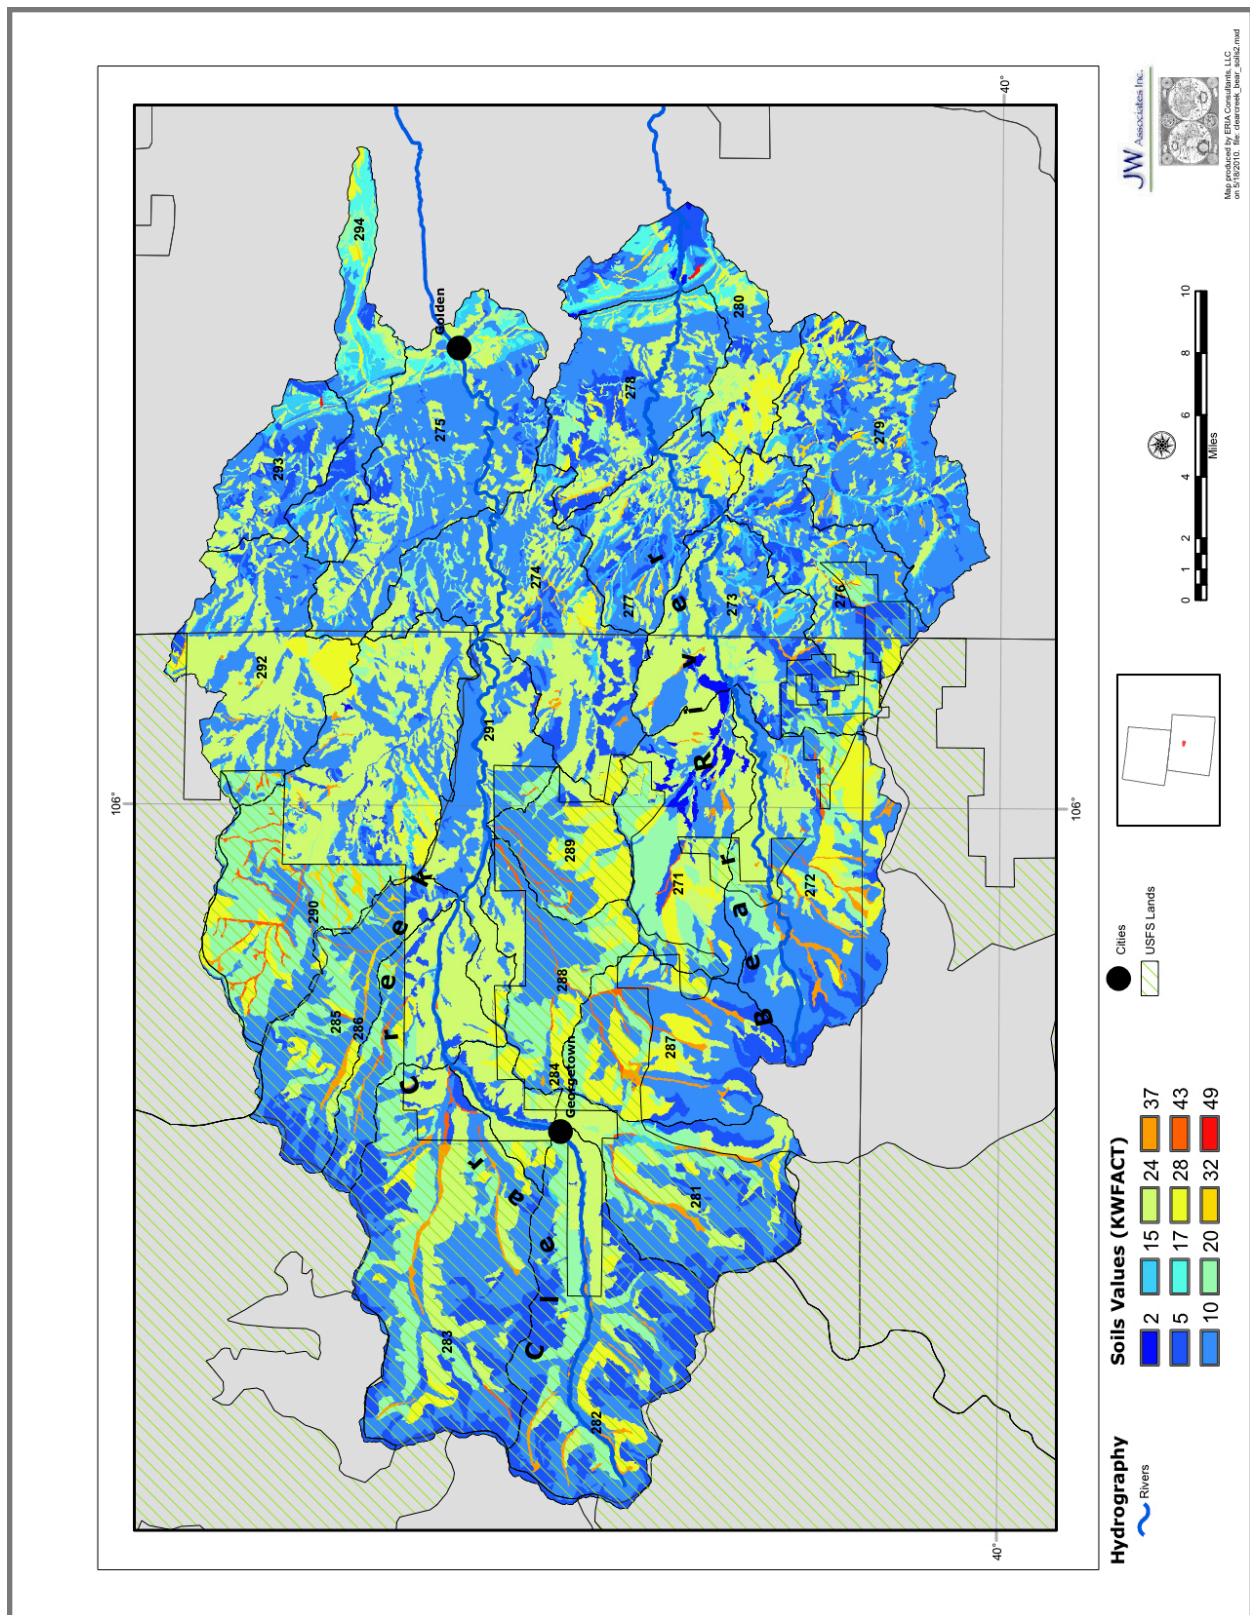 106°
Clear Creek
294
293
292
290
285
286
283
275
Golden
291
274
284
288
289
Georgetown
282
277
278
271
287
281
Bear River
273
280
272
276
279
40°
106°
40°
Hydrography
Rivers
Soils Values (KWFACT)
2 15 24 37
5 17 28 43
10 20 32 49
Cities
USFS Lands
0 1 2 4 6 8 10
Miles
JW Associates Inc.
Map produced by ERIA Consultants, LLC
on 5/18/2010. file: clearcreek_bear_soils2.mxd